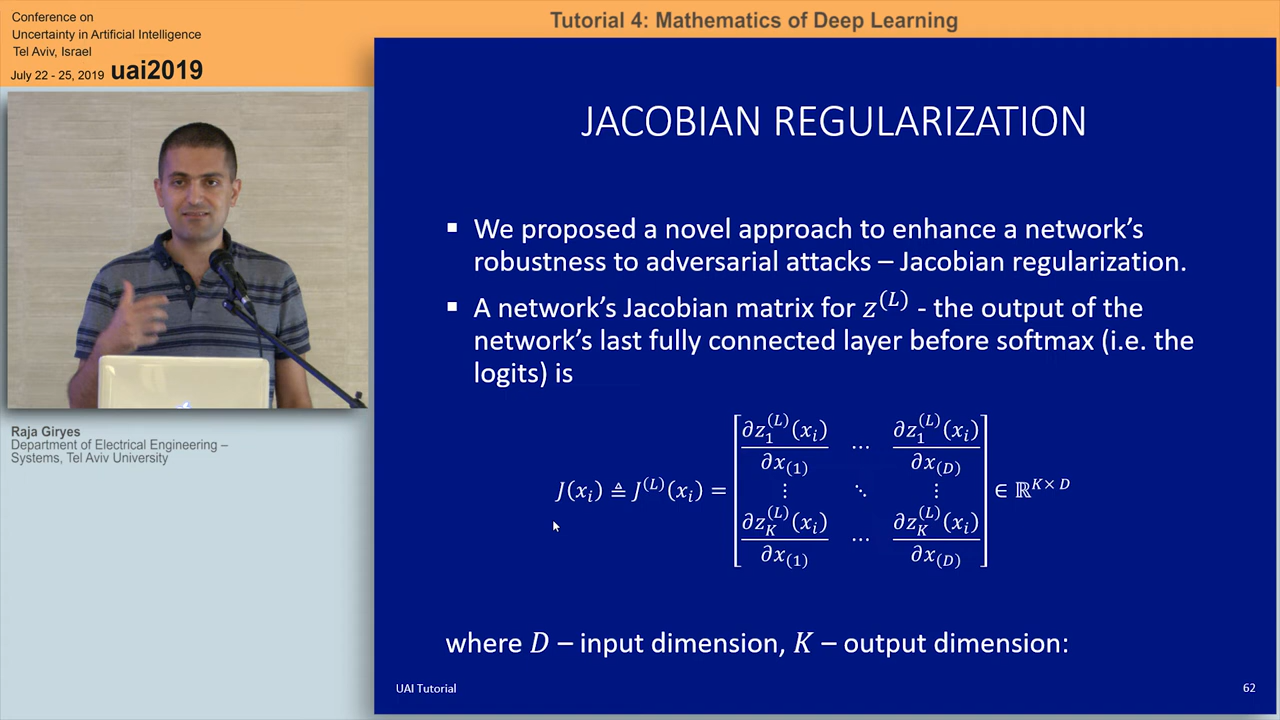 Conference on
Uncertainty in Artificial Intelligence
Tel Aviv, Israel
July 22 - 25, 2019 uai2019
Tutorial 4: Mathematics of Deep Learning
Raja Giryes
Department of Electrical Engineering –
Systems, Tel Aviv University
JACOBIAN REGULARIZATION
▪ We proposed a novel approach to enhance a network’s
robustness to adversarial attacks – Jacobian regularization.
▪ A network’s Jacobian matrix for z^(L) - the output of the
network’s last fully connected layer before softmax (i.e. the
logits) is
J(x_i) ≜ J^(L)(x_i) = [ ∂z_1^(L)(x_i)/∂x_(1) ⋯ ∂z_1^(L)(x_i)/∂x_(D)
⋮ ⋱ ⋮
∂z_K^(L)(x_i)/∂x_(1) ⋯ ∂z_K^(L)(x_i)/∂x_(D) ] ∈ ℝ^(K×D)
where D – input dimension, K – output dimension:
UAI Tutorial
62